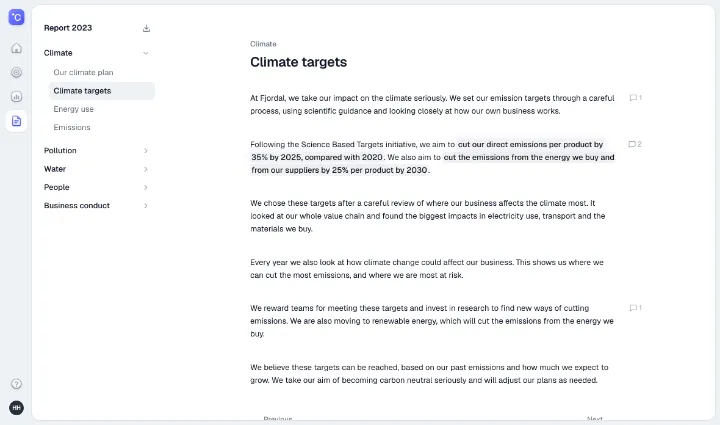 °C
Report 2023
Climate
Our climate plan
Climate targets
Energy use
Emissions
Pollution
Water
People
Business conduct
?
HH
Climate
Climate targets
At Fjordal, we take our impact on the climate seriously. We set our emission targets through a careful
process, using scientific guidance and looking closely at how our own business works.
1
Following the Science Based Targets initiative, we aim to cut our direct emissions per product by
35% by 2025, compared with 2020. We also aim to cut the emissions from the energy we buy and
from our suppliers by 25% per product by 2030.
2
We chose these targets after a careful review of where our business affects the climate most. It
looked at our whole value chain and found the biggest impacts in electricity use, transport and the
materials we buy.
Every year we also look at how climate change could affect our business. This shows us where we
can cut the most emissions, and where we are most at risk.
We reward teams for meeting these targets and invest in research to find new ways of cutting
emissions. We are also moving to renewable energy, which will cut the emissions from the energy we
buy.
1
We believe these targets can be reached, based on our past emissions and how much we expect to
grow. We take our aim of becoming carbon neutral seriously and will adjust our plans as needed.
Previous
Next